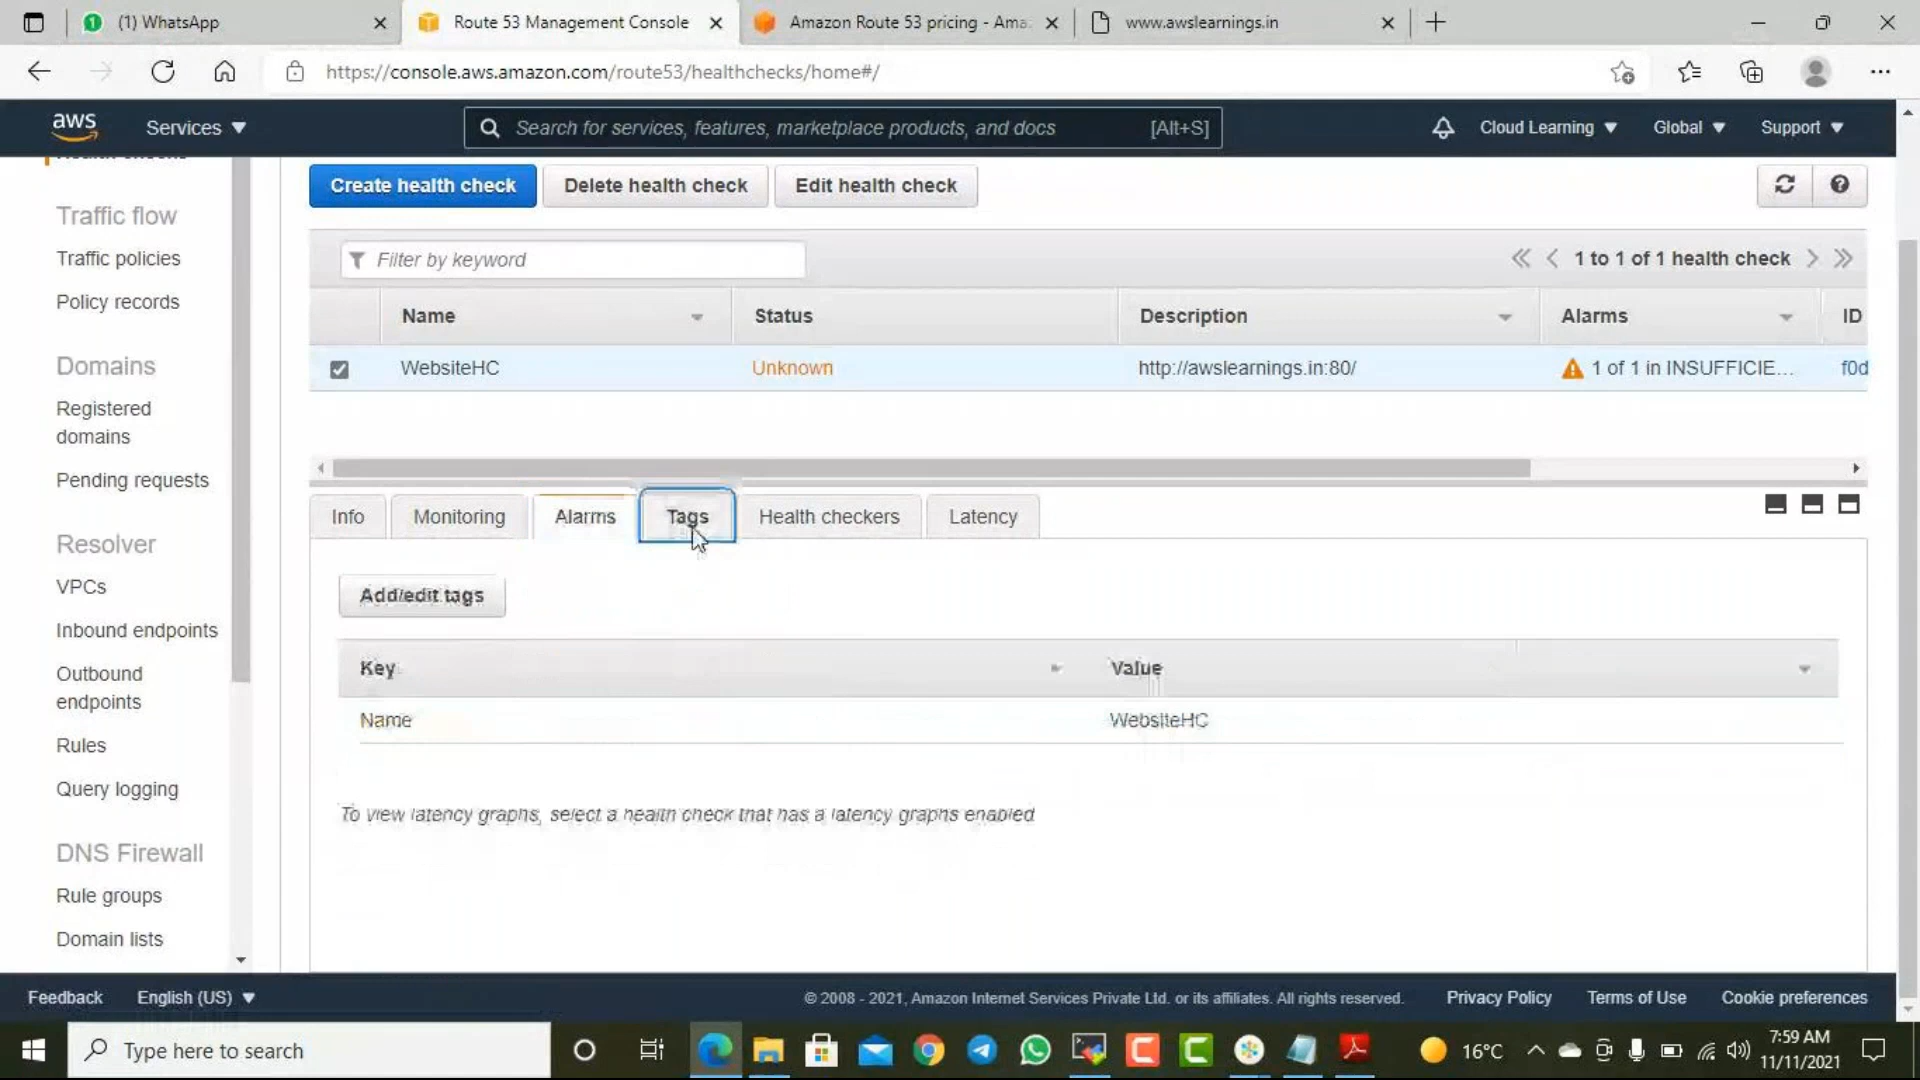 (1) WhatsApp
Route 53 Management Console
Amazon Route 53 pricing - Ama
www.awslearnings.in
https://console.aws.amazon.com/route53/healthchecks/home#/
aws
Services
Search for services, features, marketplace products, and docs
[Alt+S]
Cloud Learning
Global
Support
Traffic flow
Traffic policies
Policy records
Domains
Registered
domains
Pending requests
Resolver
VPCs
Inbound endpoints
Outbound
endpoints
Rules
Query logging
DNS Firewall
Rule groups
Domain lists
Create health check
Delete health check
Edit health check
Filter by keyword
1 to 1 of 1 health check
Name
Status
Description
Alarms
ID
WebsiteHC
Unknown
http://awslearnings.in:80/
1 of 1 in INSUFFICIE...
f0d
Info
Monitoring
Alarms
Tags
Health checkers
Latency
Add/edit tags
Key
Value
Name
WebsiteHC
To view latency graphs, select a health check that has a latency graphs enabled
Feedback
English (US)
© 2008 - 2021, Amazon Internet Services Private Ltd. or its affiliates. All rights reserved.
Privacy Policy
Terms of Use
Cookie preferences
Type here to search
16°C
7:59 AM
11/11/2021